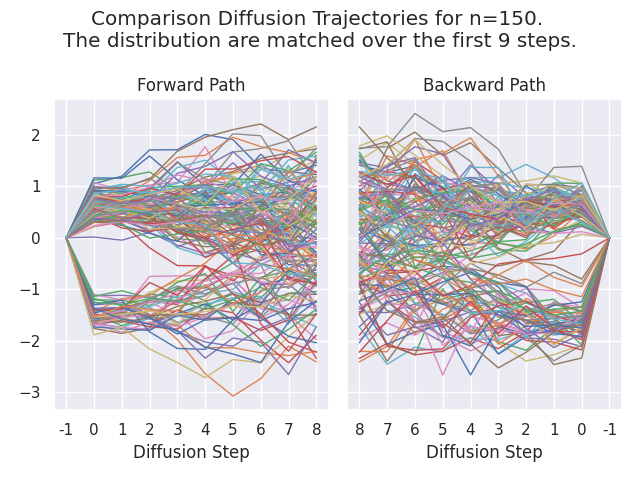 Comparison Diffusion Trajectories for n=150.
The distribution are matched over the first 9 steps.
Forward Path
Backward Path
2
1
0
−1
−2
−3
-1 0 1 2 3 4 5 6 7 8
8 7 6 5 4 3 2 1 0 -1
Diffusion Step
Diffusion Step